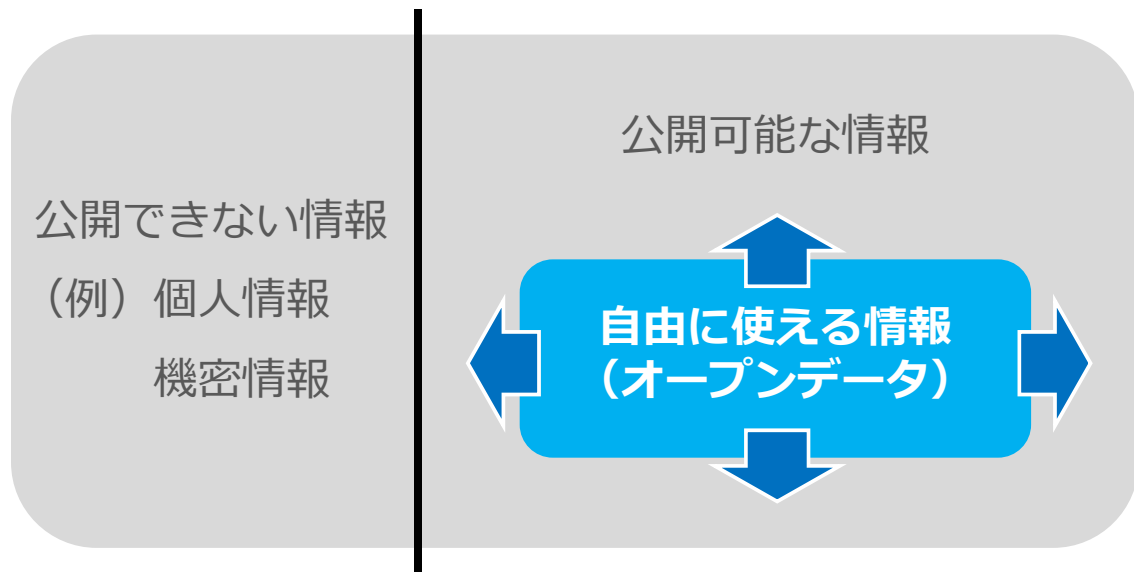 公開できない情報
（例）個人情報
機密情報
公開可能な情報
自由に使える情報
（オープンデータ）